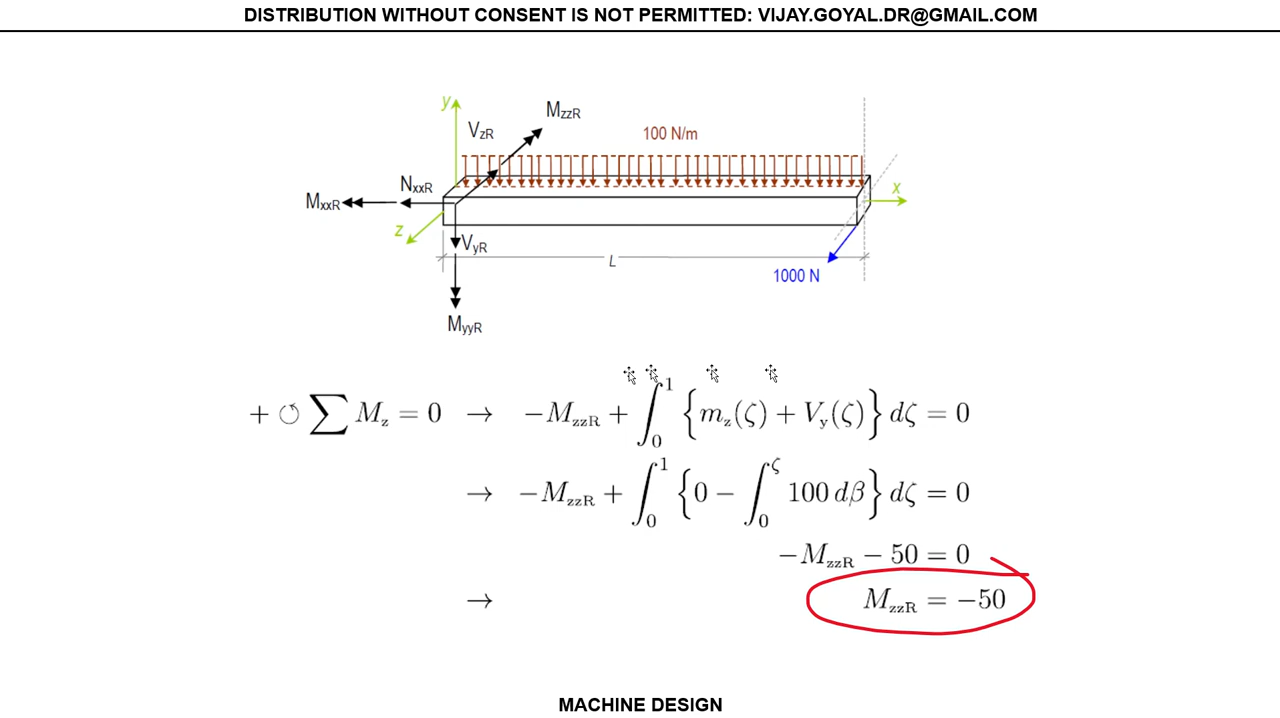 DISTRIBUTION WITHOUT CONSENT IS NOT PERMITTED: VIJAY.GOYAL.DR@GMAIL.COM
y
M_zzR
V_zR
100 N/m
N_xxR
M_xxR
x
z
V_yR
L
1000 N
M_yyR
+ ↺ ∑ M_z = 0 → −M_zzR + ∫_0^1 {m_z(ζ) + V_y(ζ)} dζ = 0
→ −M_zzR + ∫_0^1 {0 − ∫_0^ζ 100 dβ} dζ = 0
−M_zzR − 50 = 0
→ M_zzR = −50
MACHINE DESIGN